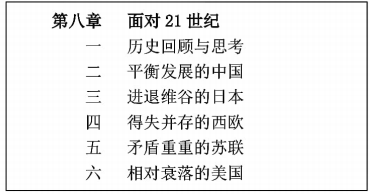 第八章 面对21世纪
一 历史回顾与思考
二 平衡发展的中国
三 进退维谷的日本
四 得失并存的西欧
五 矛盾重重的苏联
六 相对衰落的美国